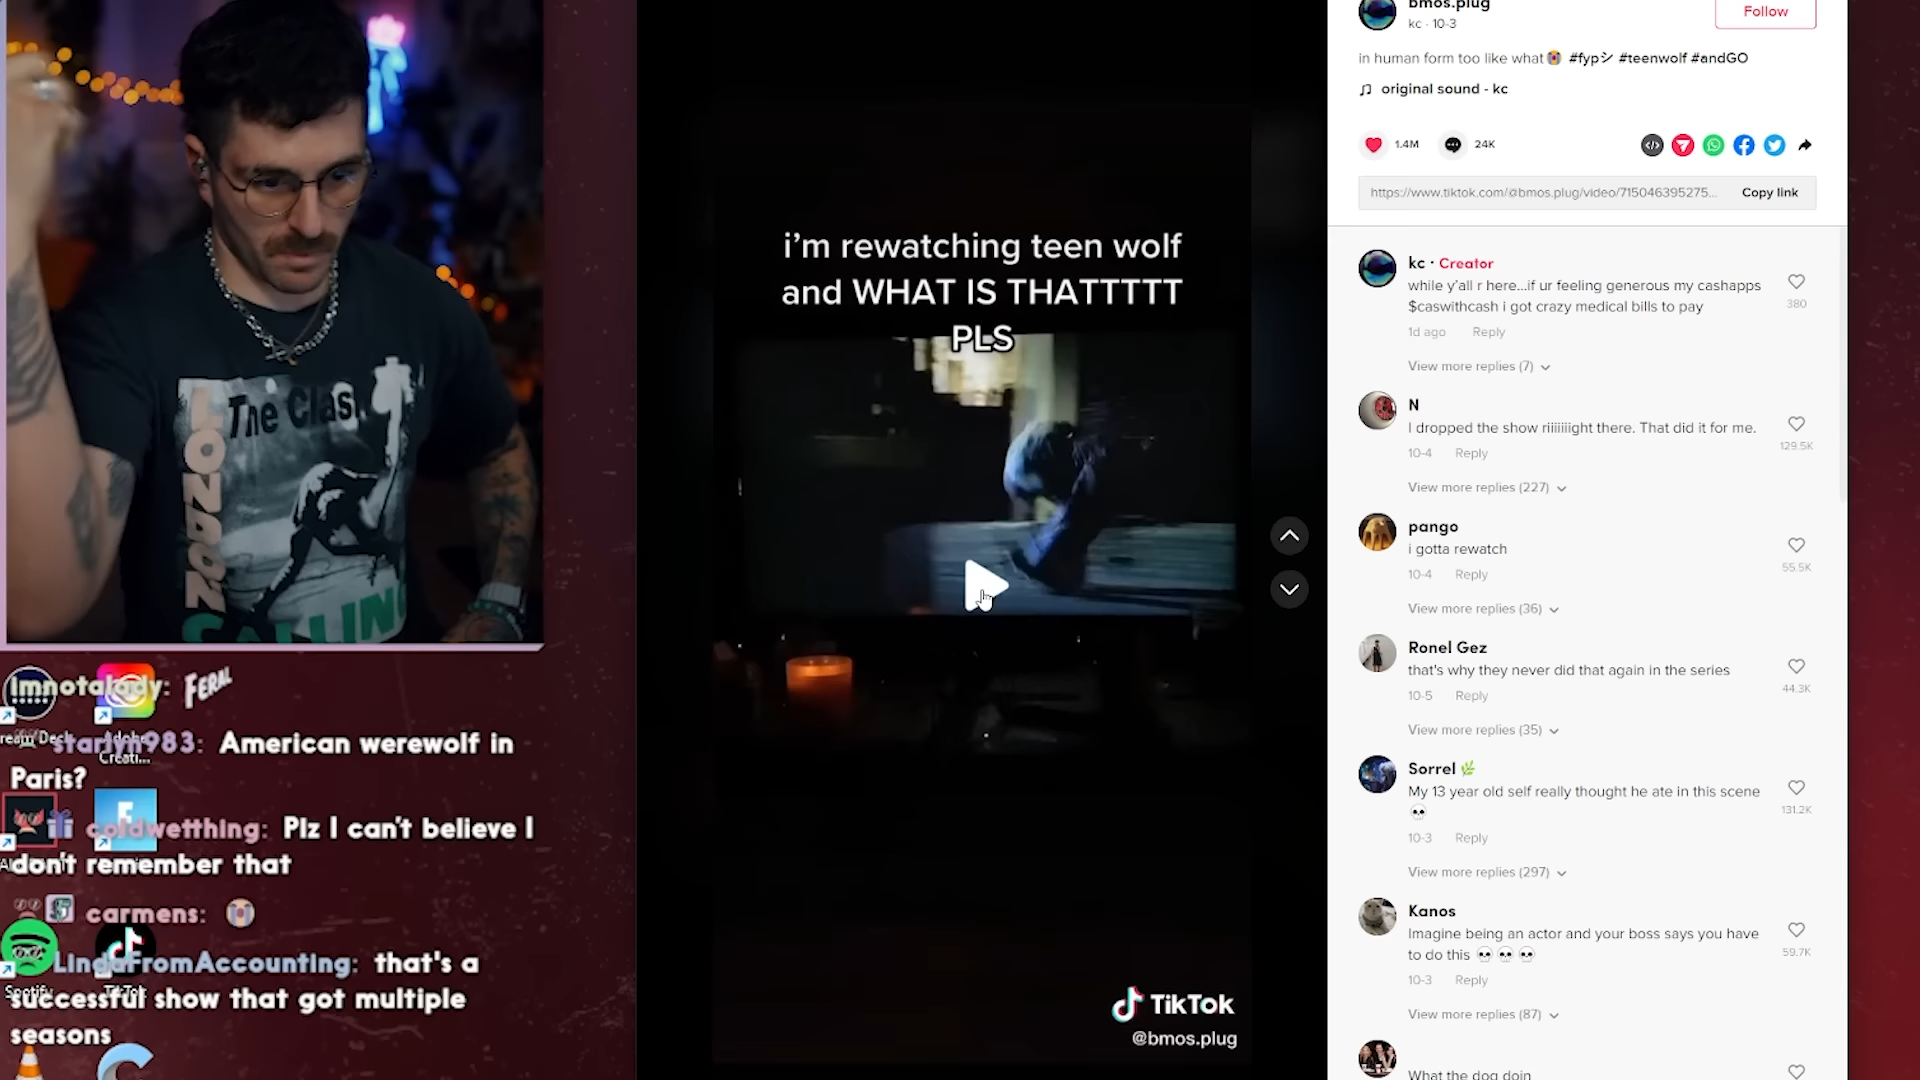 The Clash
LONDON
CALLING
Imnotalady: FERAL
starlyn983: American werewolf in
Paris?
coldwetthing: Plz I can't believe I
don't remember that
carmens: 😭
LindaFromAccounting: that's a
successful show that got multiple
seasons
Creati...
Spotify
TikTok
i'm rewatching teen wolf
and WHAT IS THATTTTT
PLS
TikTok
@bmos.plug
bmos.plug
kc · 10-3
Follow
in human form too like what😭 #fypシ #teenwolf #andGO
original sound - kc
1.4M
24K
https://www.tiktok.com/@bmos.plug/video/715046395275...
Copy link
kc · Creator
while y'all r here...if ur feeling generous my cashapps
$caswithcash i got crazy medical bills to pay
380
1d ago Reply
View more replies (7)
N
I dropped the show riiiiiiight there. That did it for me.
129.5K
10-4 Reply
View more replies (227)
pango
i gotta rewatch
55.5K
10-4 Reply
View more replies (36)
Ronel Gez
that's why they never did that again in the series
44.3K
10-5 Reply
View more replies (35)
Sorrel 🌿
My 13 year old self really thought he ate in this scene
💀
131.2K
10-3 Reply
View more replies (297)
Kanos
Imagine being an actor and your boss says you have
to do this 💀 💀 💀
59.7K
10-3 Reply
View more replies (87)
What the dog doin